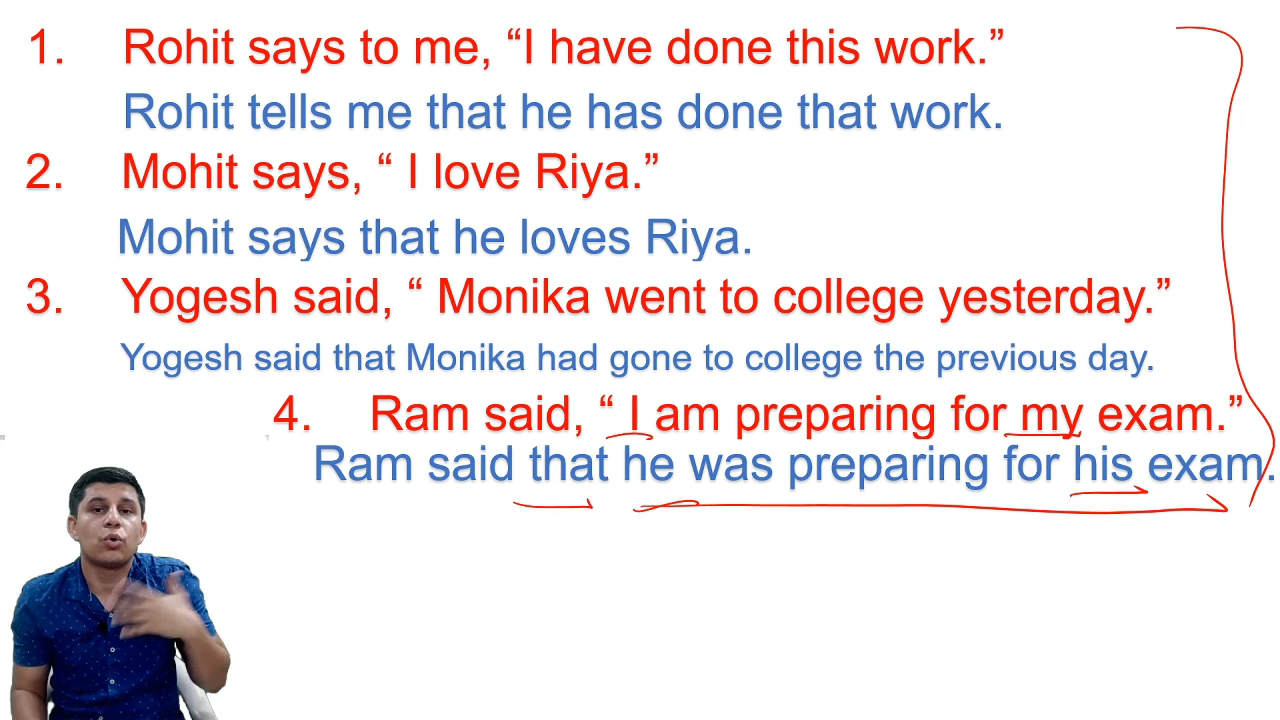 1. Rohit says to me, “I have done this work.”
Rohit tells me that he has done that work.
2. Mohit says, “ I love Riya.”
Mohit says that he loves Riya.
3. Yogesh said, “ Monika went to college yesterday.”
Yogesh said that Monika had gone to college the previous day.
4. Ram said, “ I am preparing for my exam.”
Ram said that he was preparing for his exam.